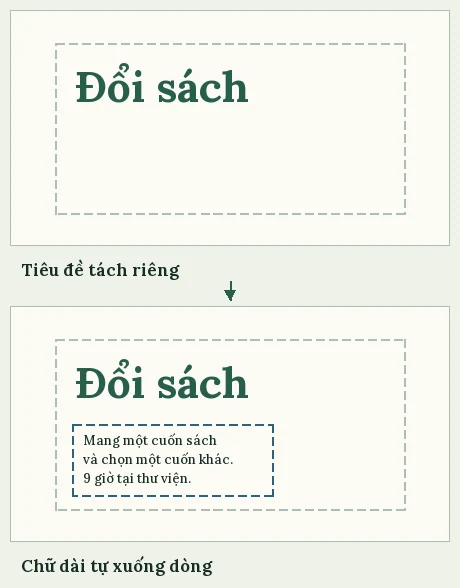 Đổi sách
Tiêu đề tách riêng
Đổi sách
Mang một cuốn sách
và chọn một cuốn khác.
9 giờ tại thư viện.
Chữ dài tự xuống dòng